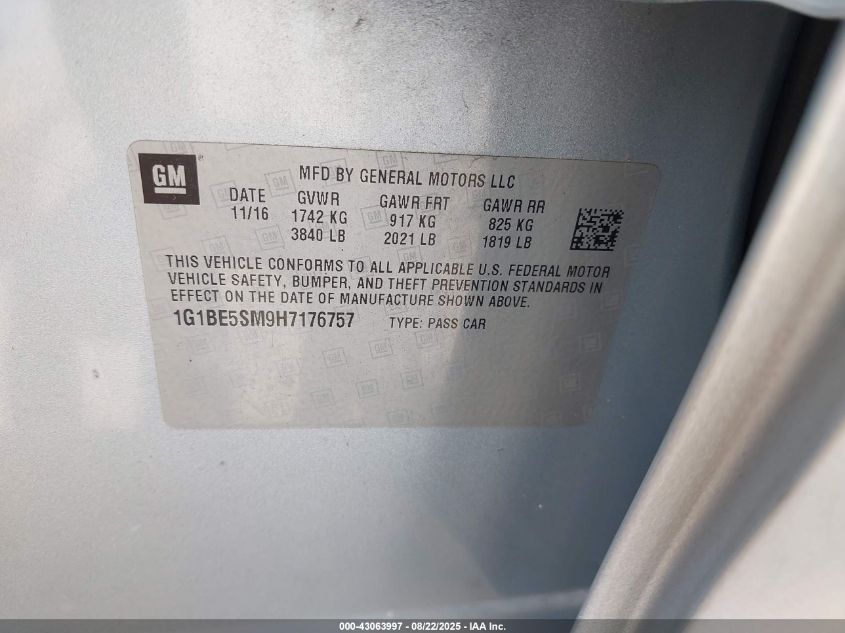 GM
MFD BY GENERAL MOTORS LLC
DATE GVWR GAWR FRT GAWR RR
11/16 1742 KG 917 KG 825 KG
3840 LB 2021 LB 1819 LB
THIS VEHICLE CONFORMS TO ALL APPLICABLE U.S. FEDERAL MOTOR
VEHICLE SAFETY, BUMPER, AND THEFT PREVENTION STANDARDS IN
EFFECT ON THE DATE OF MANUFACTURE SHOWN ABOVE.
1G1BE5SM9H7176757 TYPE: PASS CAR
000-43063997 - 08/22/2025 - IAA Inc.